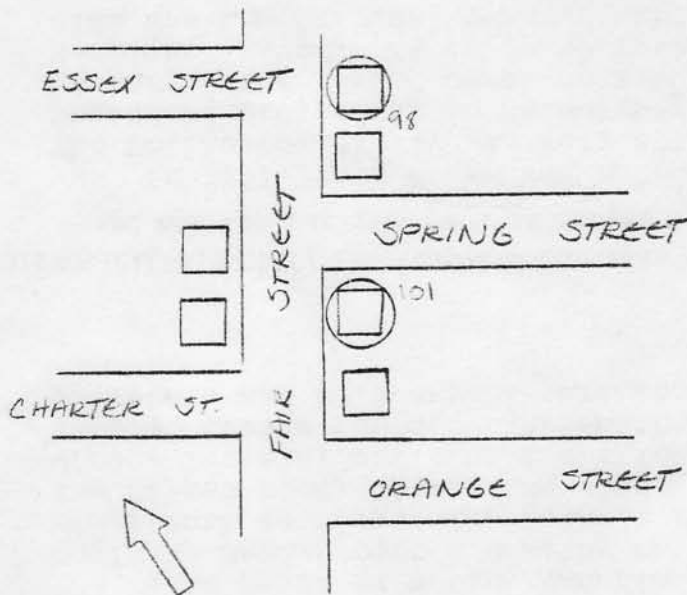 ESSEX STREET
98
SPRING STREET
FAIR STREET
101
CHARTER ST.
ORANGE STREET